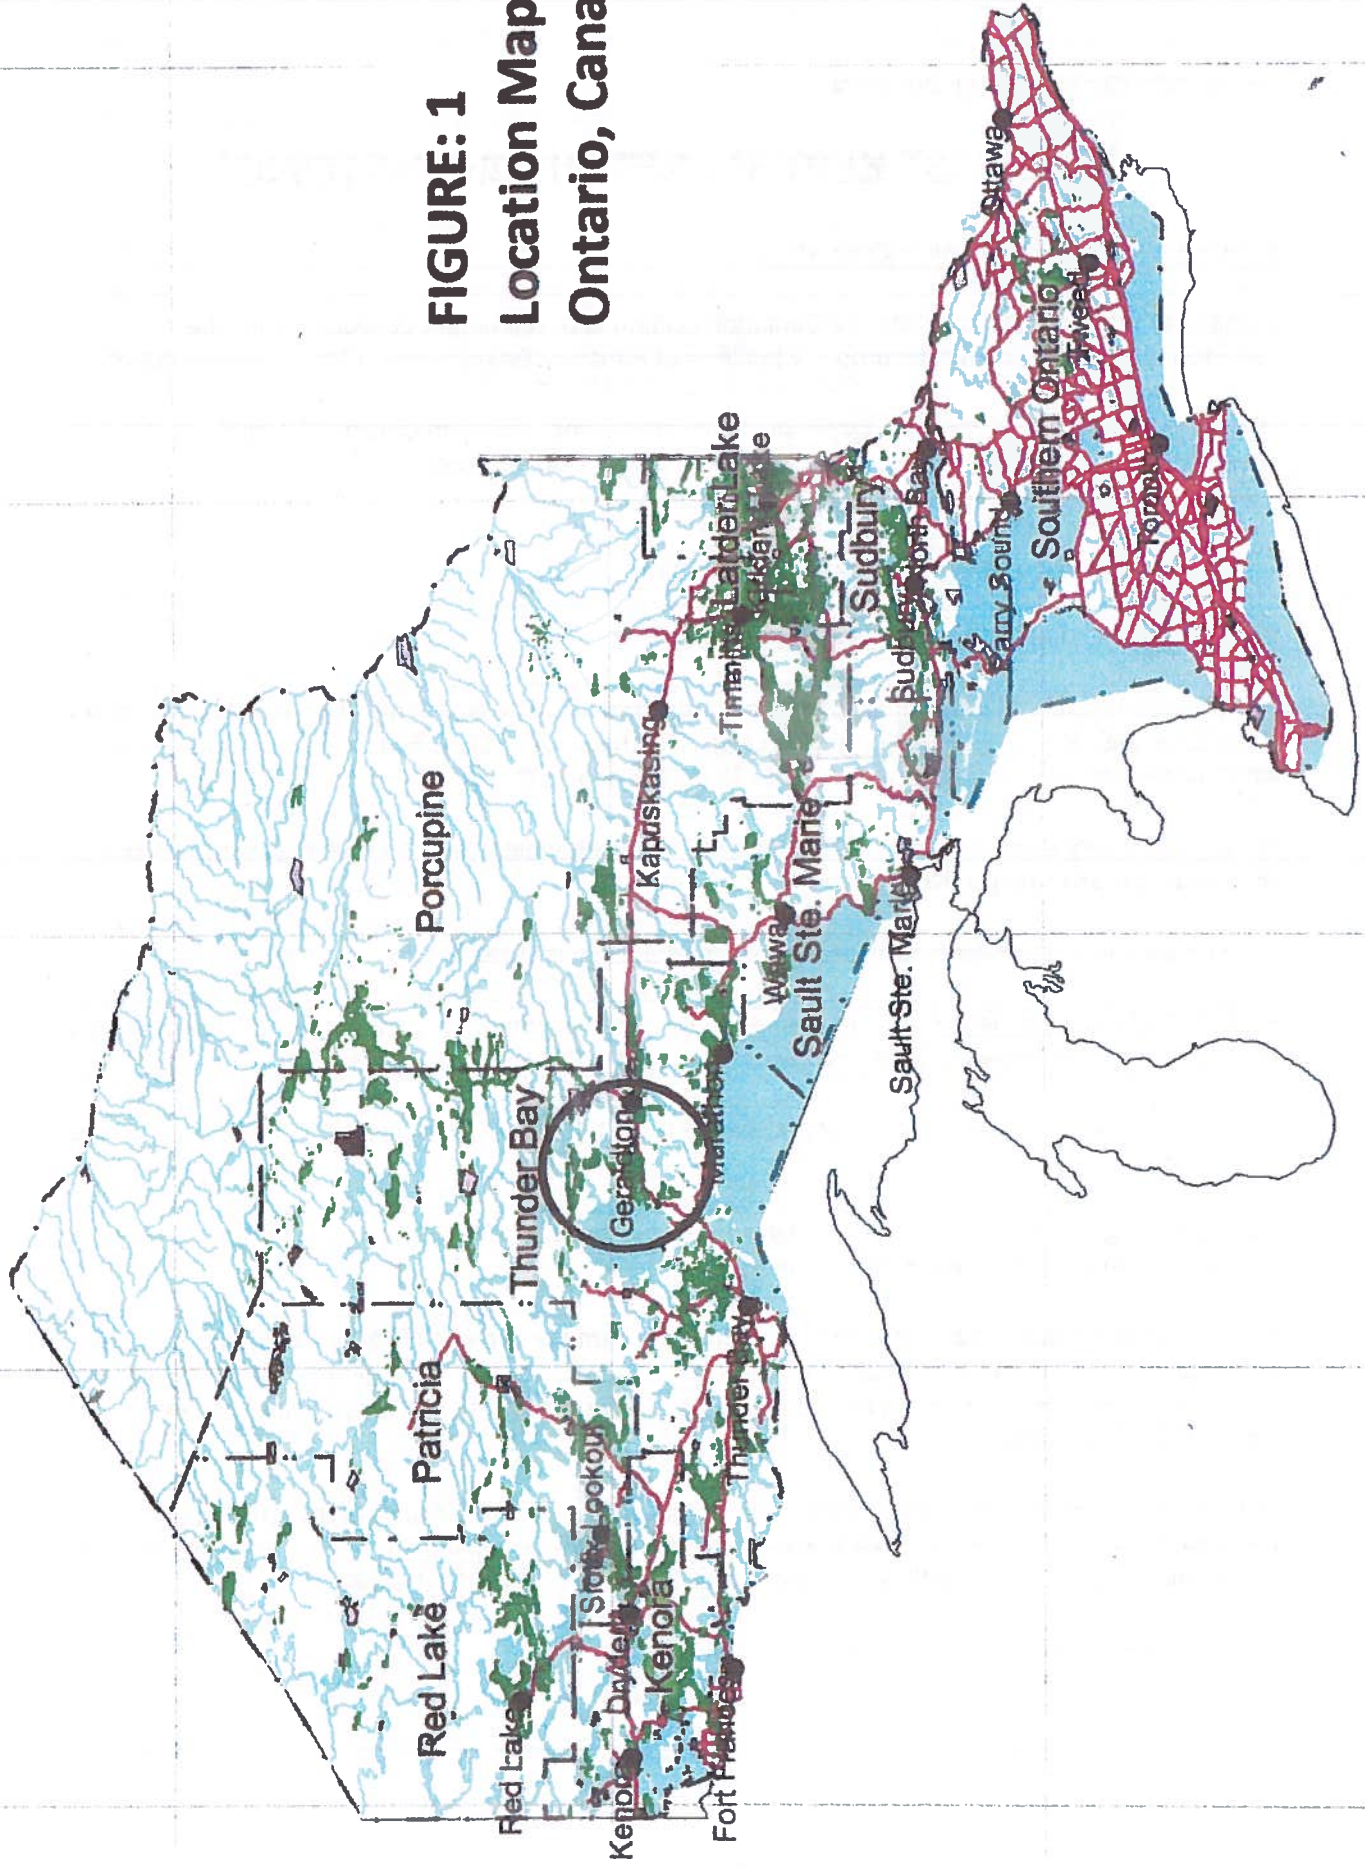 FIGURE: 1
Location Map
Ontario, Cana
Porcupine
Thunder Bay
Patricia
Red Lake
Red Lake
Sioux Lookout
Kenora
Dryden
Kenora
Fort Frances
Thunder Bay
Geraldton
Marathon
Kapuskasing
Wawa
Sault Ste. Marie
Sault Ste. Marie
Timmins
Larder Lake
Kirkland Lake
Sudbury
Sudbury
North Bay
Parry Sound
Southern Ontario
Tweed
Toronto
Ottawa